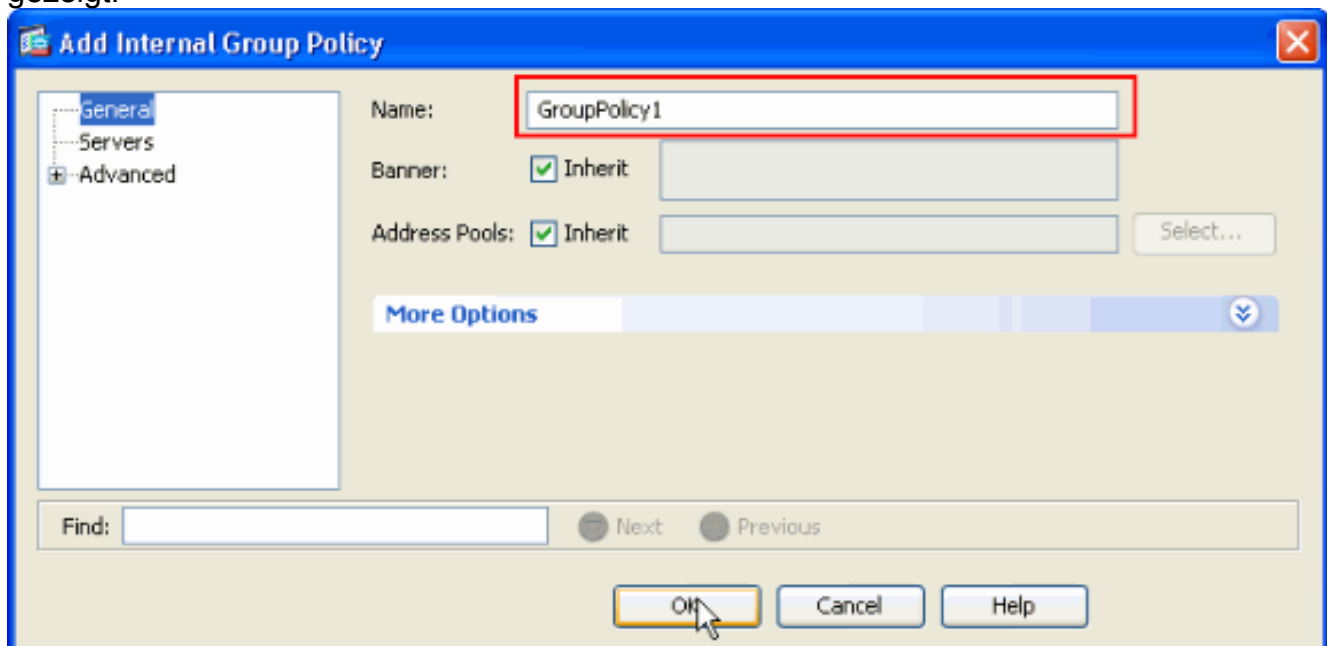 gezeigt.
Add Internal Group Policy
General
Servers
Advanced
Name: GroupPolicy1
Banner: Inherit
Address Pools: Inherit Select...
More Options
Find: Next Previous
OK Cancel Help